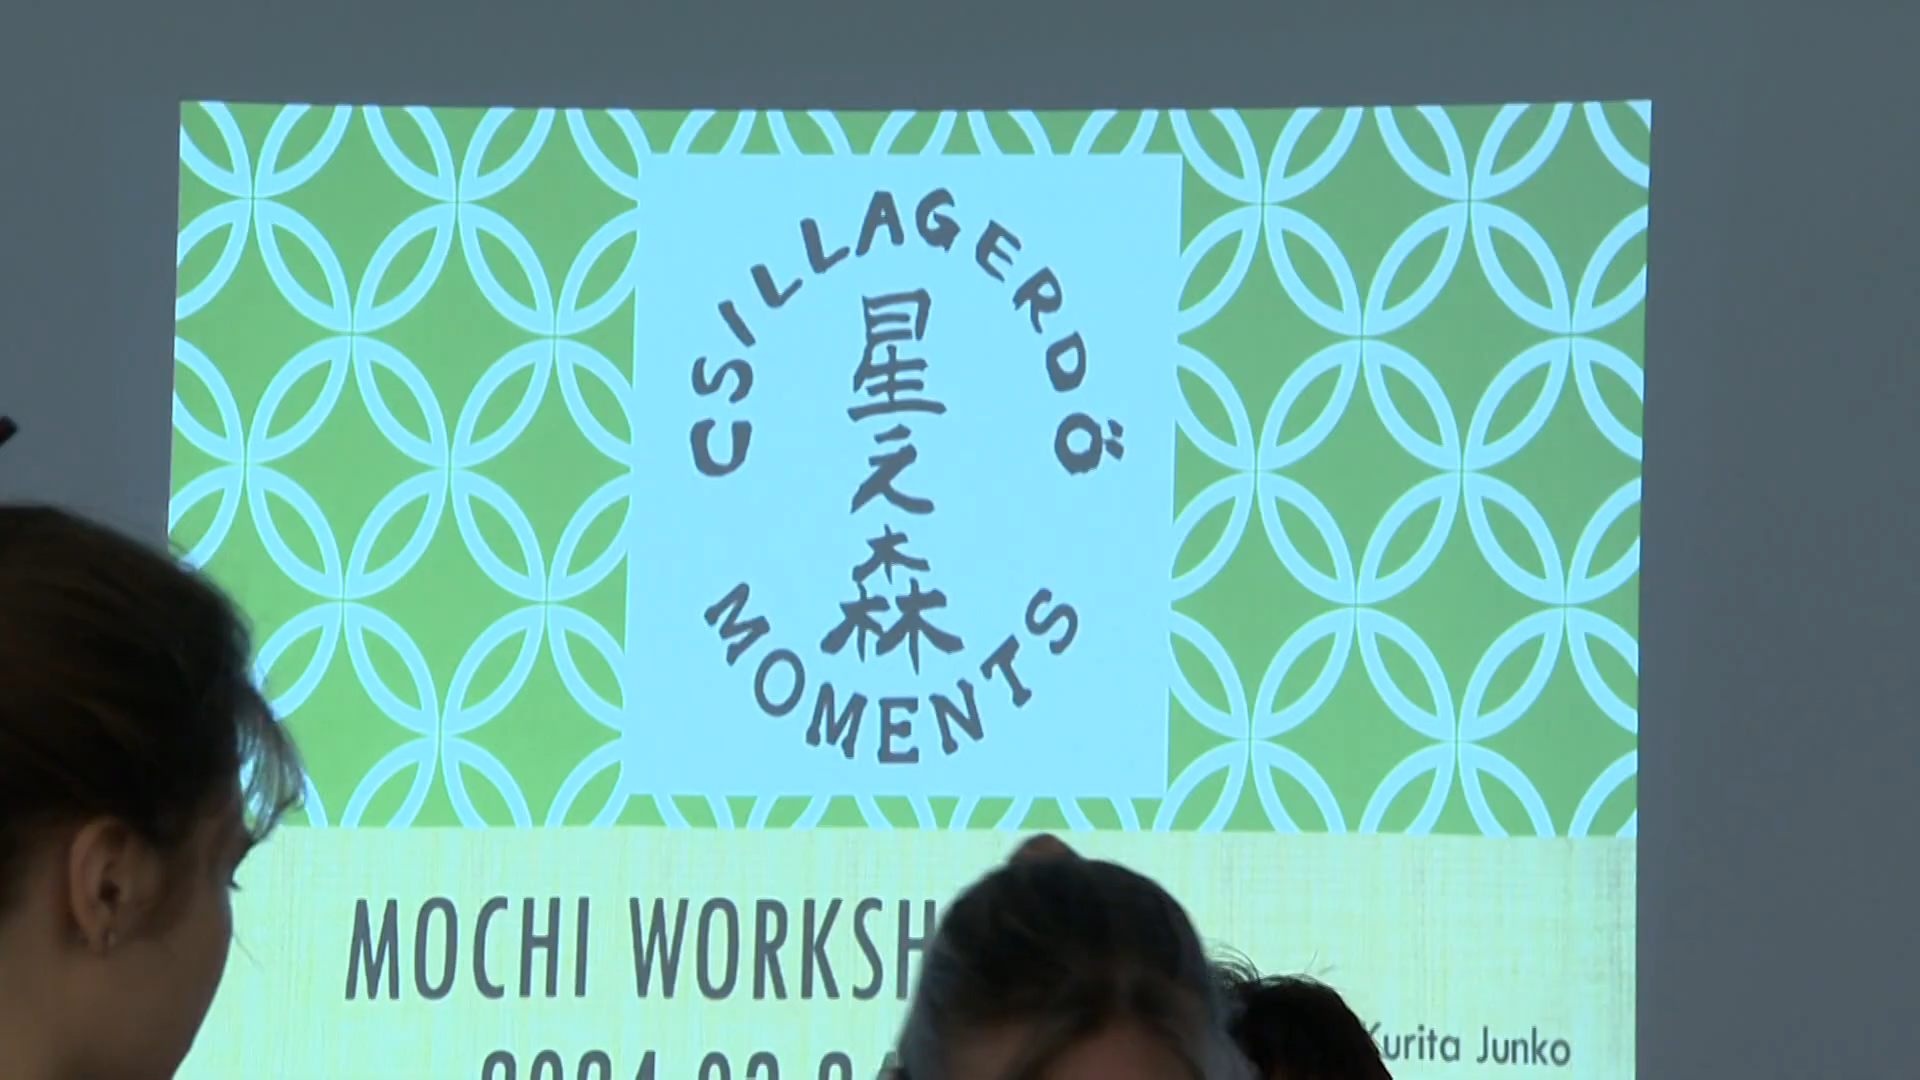 CSILLAGERDŐ
星之森
MOMENTS
MOCHI WORKSH
Kurita Junko